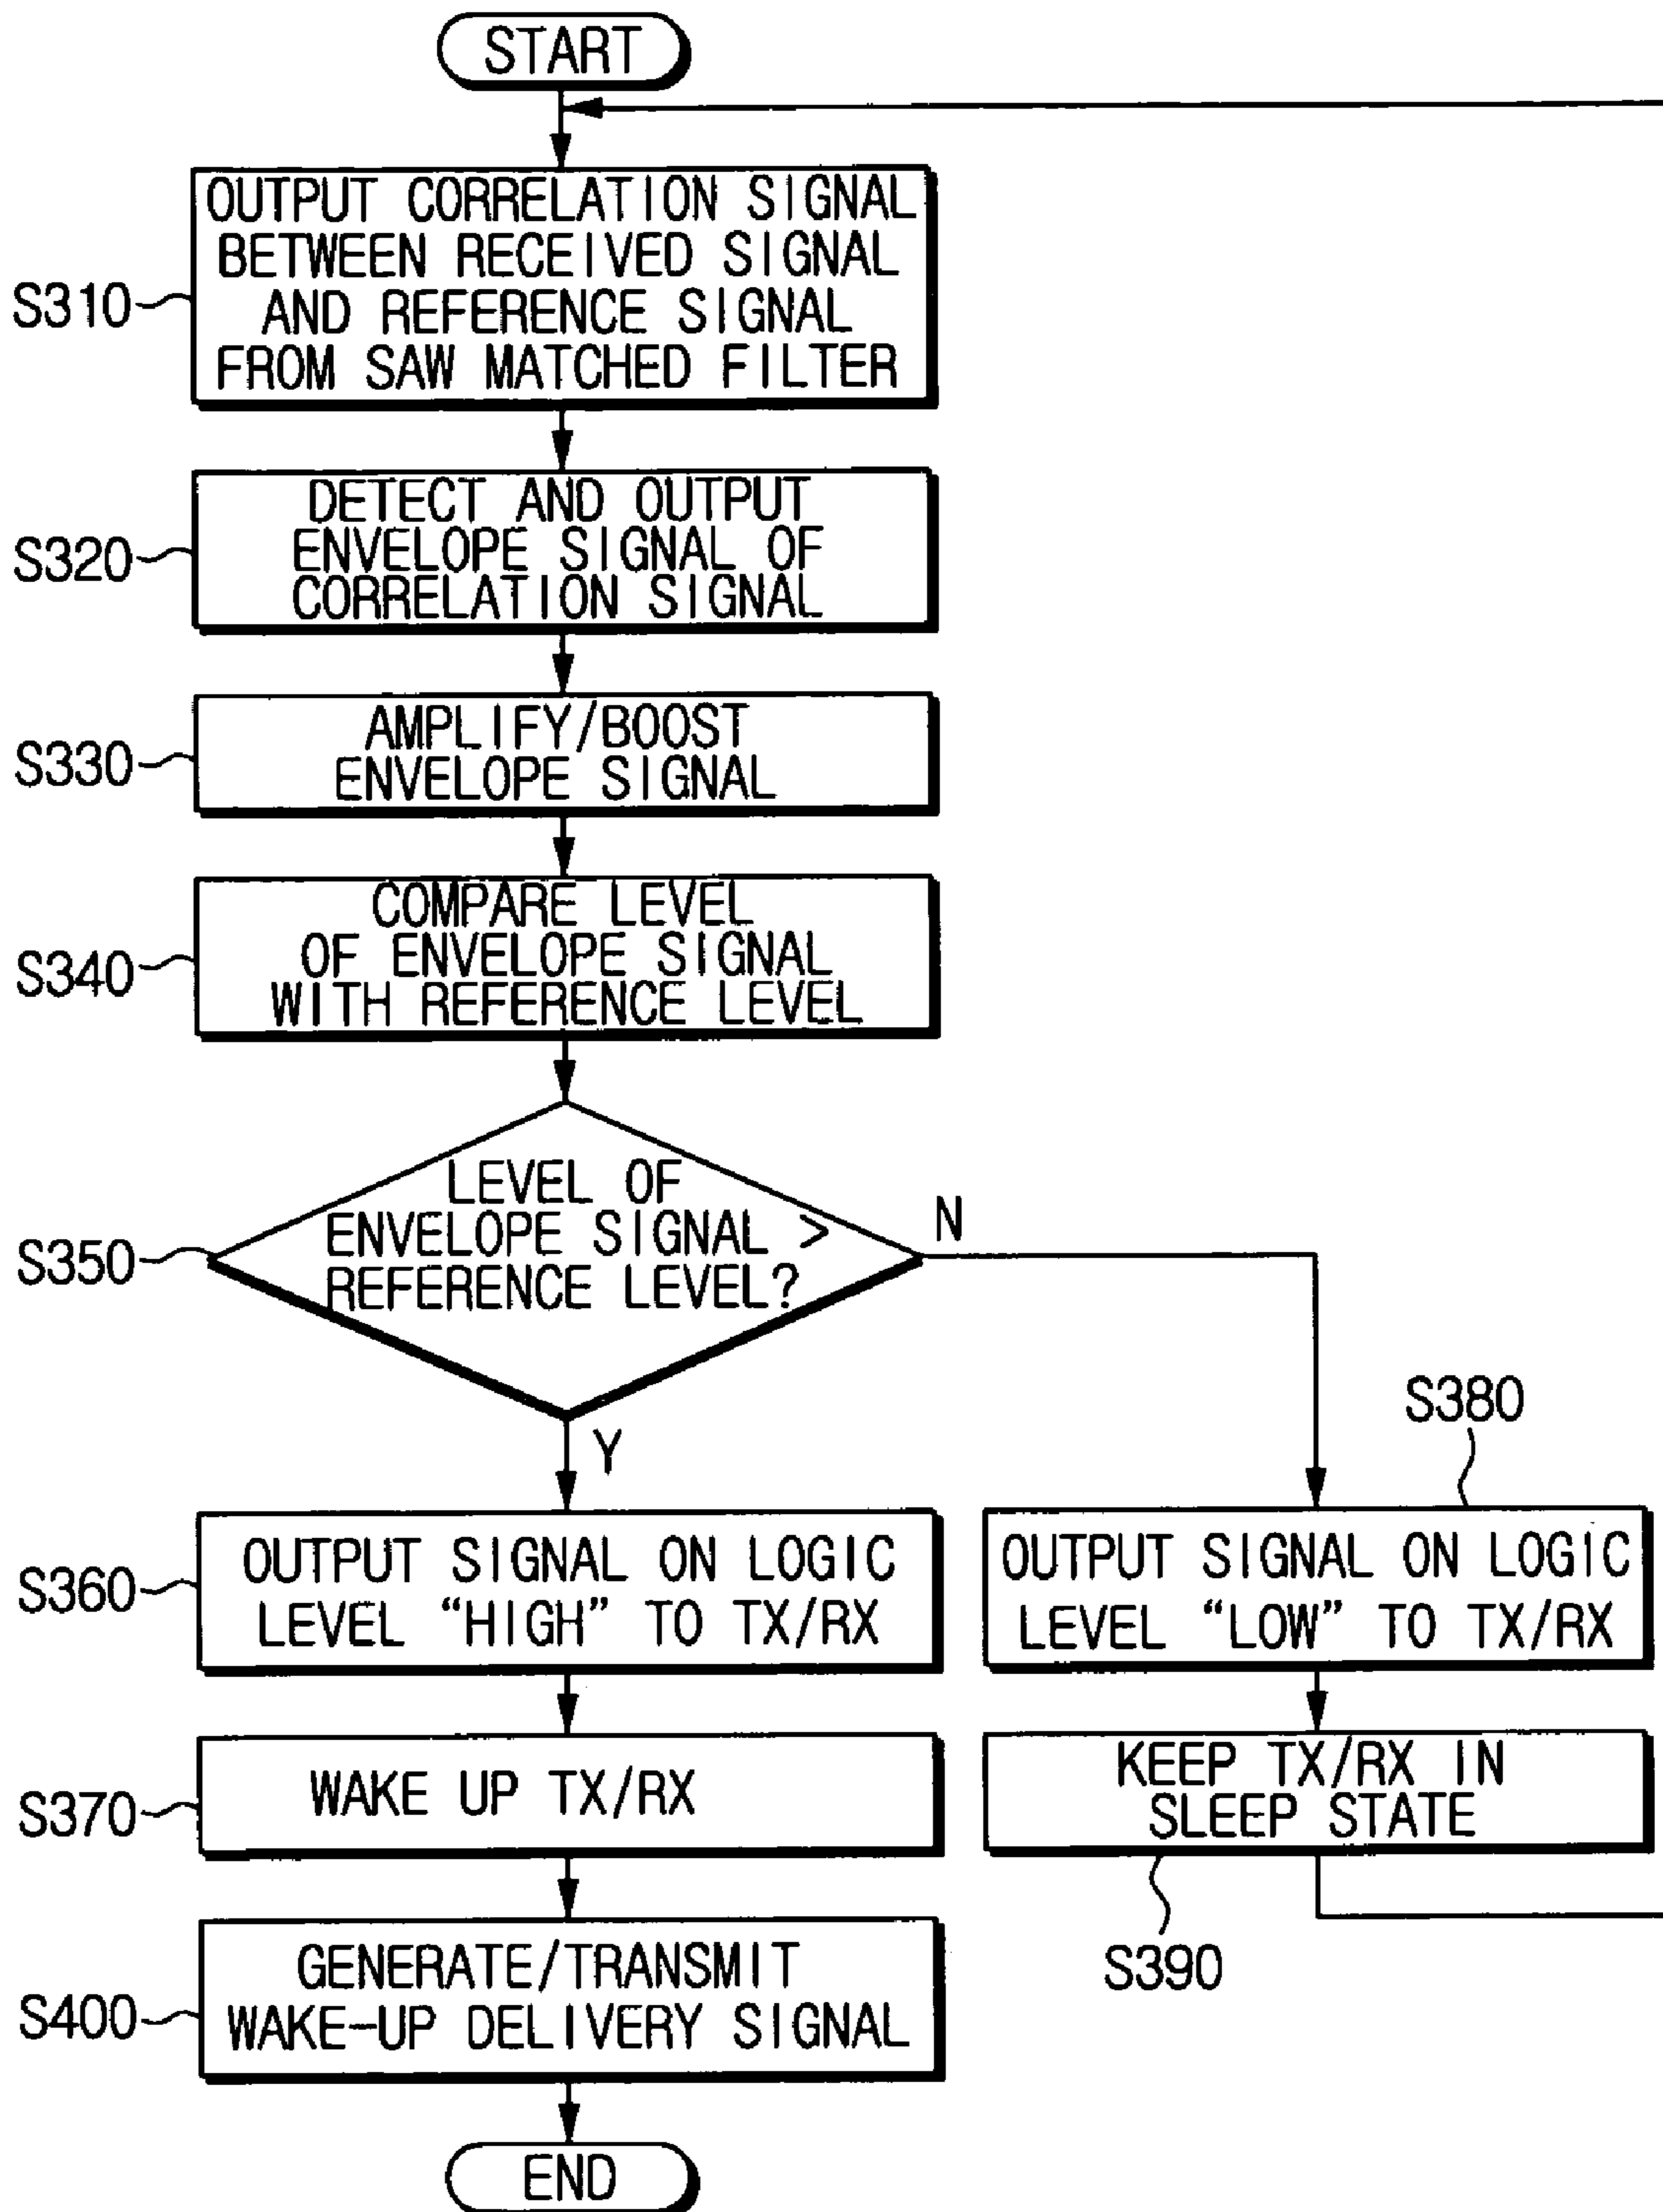 START
OUTPUT CORRELATION SIGNAL
BETWEEN RECEIVED SIGNAL
AND REFERENCE SIGNAL
FROM SAW MATCHED FILTER
S310
DETECT AND OUTPUT
ENVELOPE SIGNAL OF
CORRELATION SIGNAL
S320
AMPLIFY/BOOST
ENVELOPE SIGNAL
S330
COMPARE LEVEL
OF ENVELOPE SIGNAL
WITH REFERENCE LEVEL
S340
LEVEL OF
ENVELOPE SIGNAL >
REFERENCE LEVEL?
S350
N
Y
OUTPUT SIGNAL ON LOGIC
LEVEL “HIGH” TO TX/RX
S360
S380
OUTPUT SIGNAL ON LOGIC
LEVEL “LOW” TO TX/RX
WAKE UP TX/RX
S370
KEEP TX/RX IN
SLEEP STATE
S390
GENERATE/TRANSMIT
WAKE-UP DELIVERY SIGNAL
S400
END